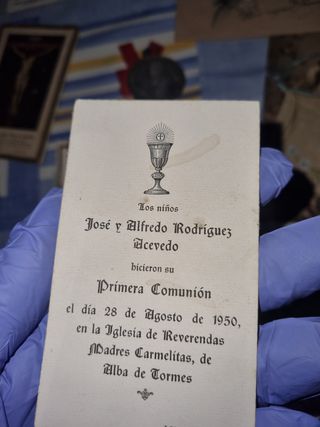 Los niños
José y Alfredo Rodríguez
Acevedo
hicieron su
Primera Comunión
el día 28 de Agosto de 1950,
en la Iglesia de Reverendas
Madres Carmelitas, de
Alba de Tormes